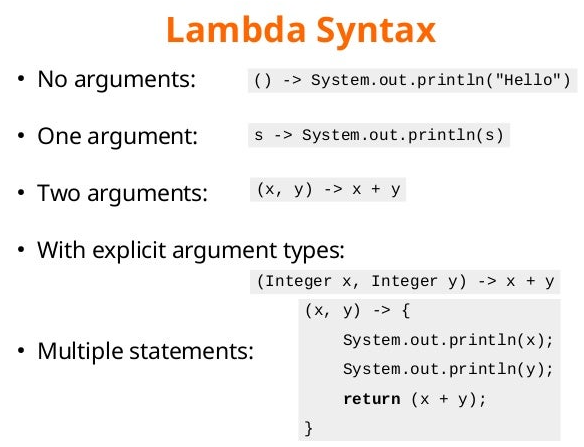 Lambda Syntax
• No arguments: () -> System.out.println("Hello")
• One argument: s -> System.out.println(s)
• Two arguments: (x, y) -> x + y
• With explicit argument types:
(Integer x, Integer y) -> x + y
• Multiple statements:
(x, y) -> {
    System.out.println(x);
    System.out.println(y);
    return (x + y);
}